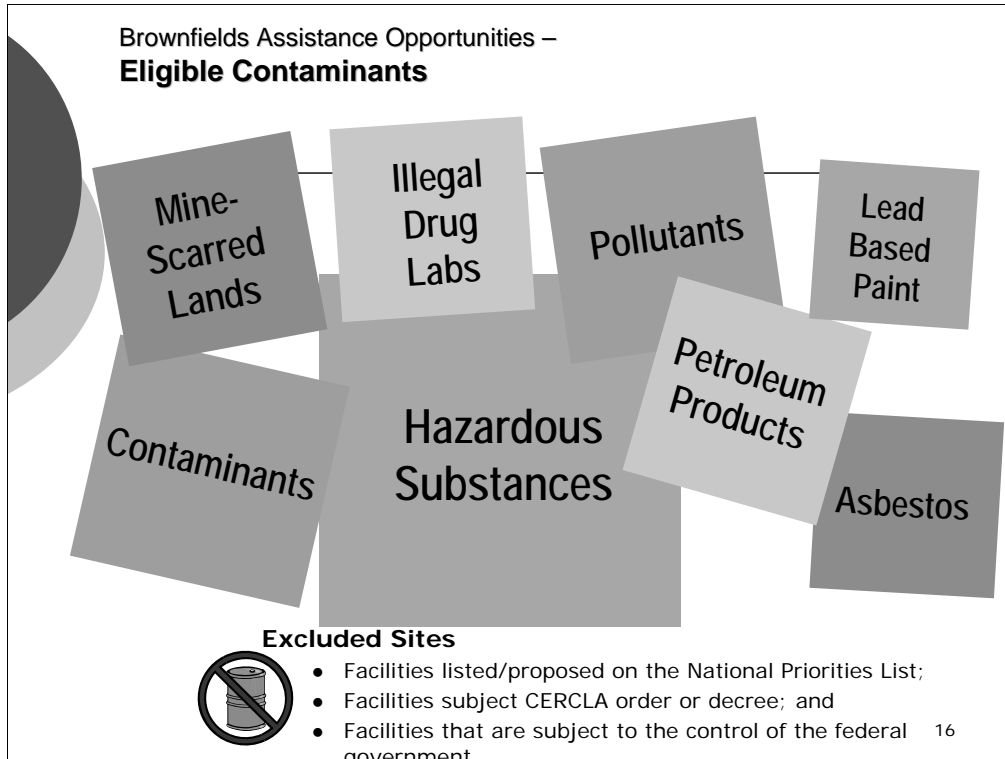 Brownfields Assistance Opportunities –
Eligible Contaminants
Mine-
Scarred
Lands
Illegal
Drug
Labs
Pollutants
Lead
Based
Paint
Contaminants
Hazardous
Substances
Petroleum
Products
Asbestos
Excluded Sites
● Facilities listed/proposed on the National Priorities List;
● Facilities subject CERCLA order or decree; and
● Facilities that are subject to the control of the federal
government
16